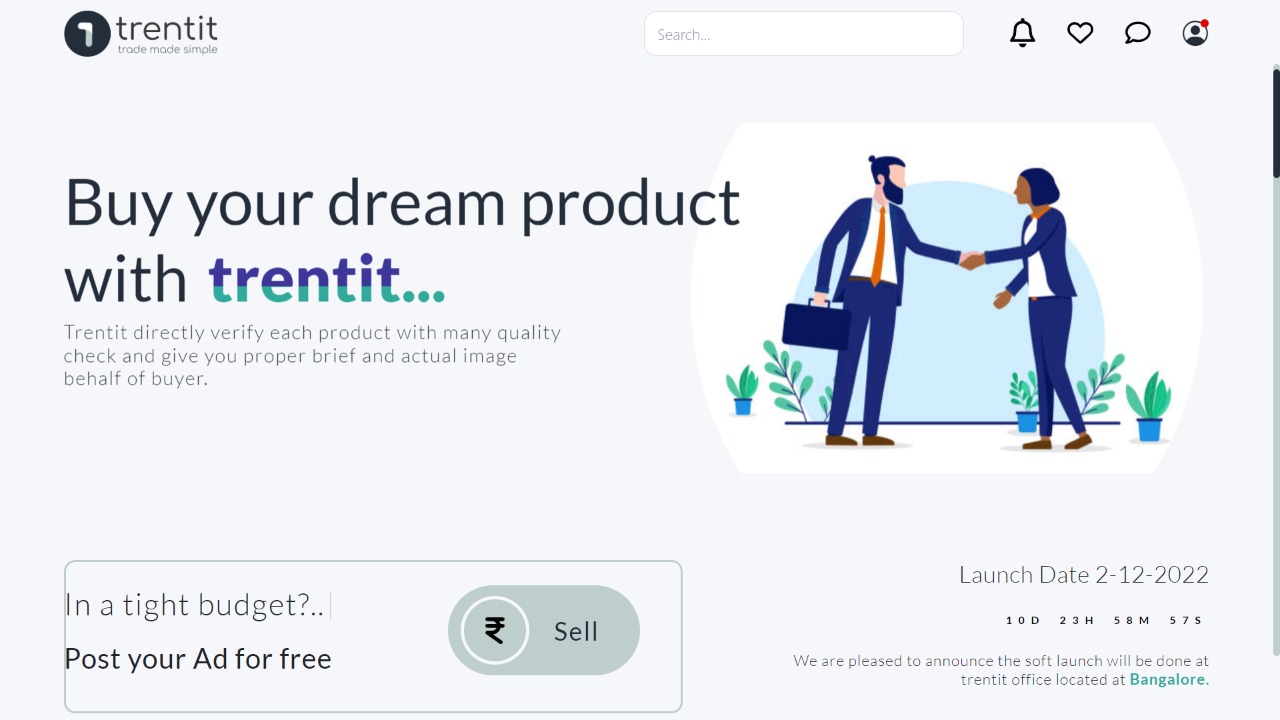 trentit
trade made simple
Search...
Buy your dream product
with trentit...
Trentit directly verify each product with many quality
check and give you proper brief and actual image
behalf of buyer.
In a tight budget?..
Post your Ad for free
₹ Sell
Launch Date 2-12-2022
10D 23H 58M 57S
We are pleased to announce the soft launch will be done at
trentit office located at Bangalore.